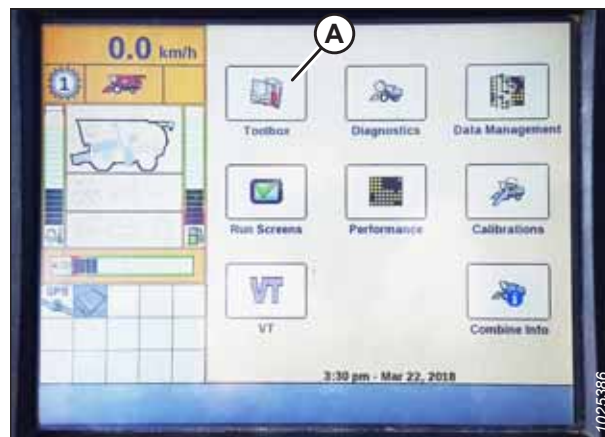 A
0.0 km/h
1
Toolbox
Diagnostics
Data Management
Run Screens
Performance
Calibrations
VT
VT
Combine Info
GPS
3:30 pm - Mar 22, 2018
1025386